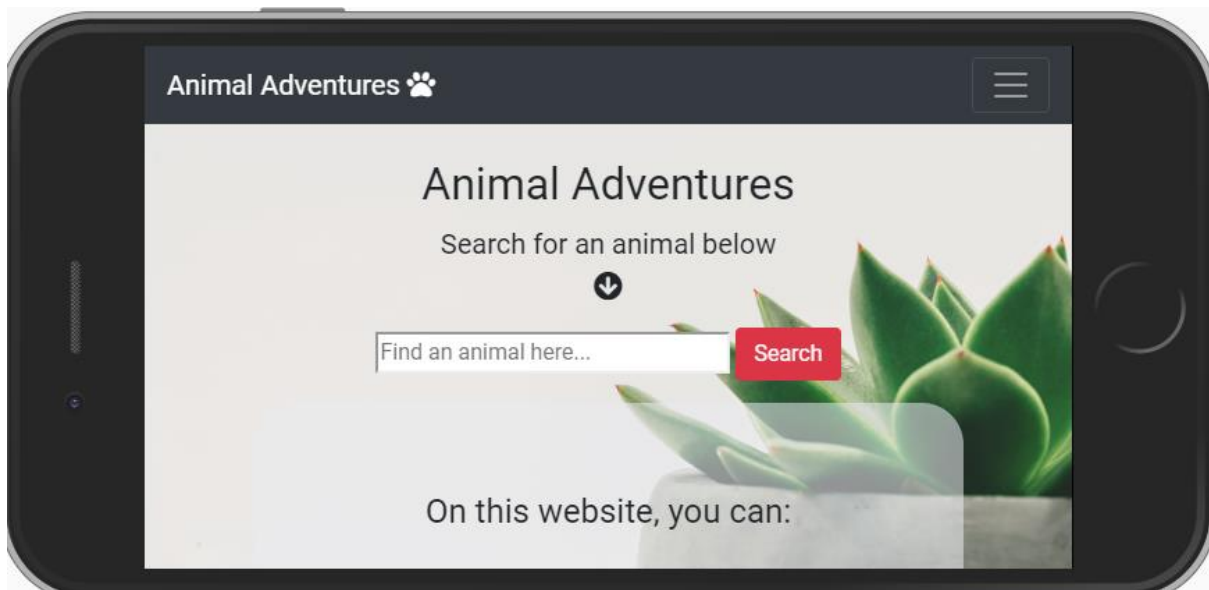 Animal Adventures
Animal Adventures
Search for an animal below
Find an animal here...
Search
On this website, you can: